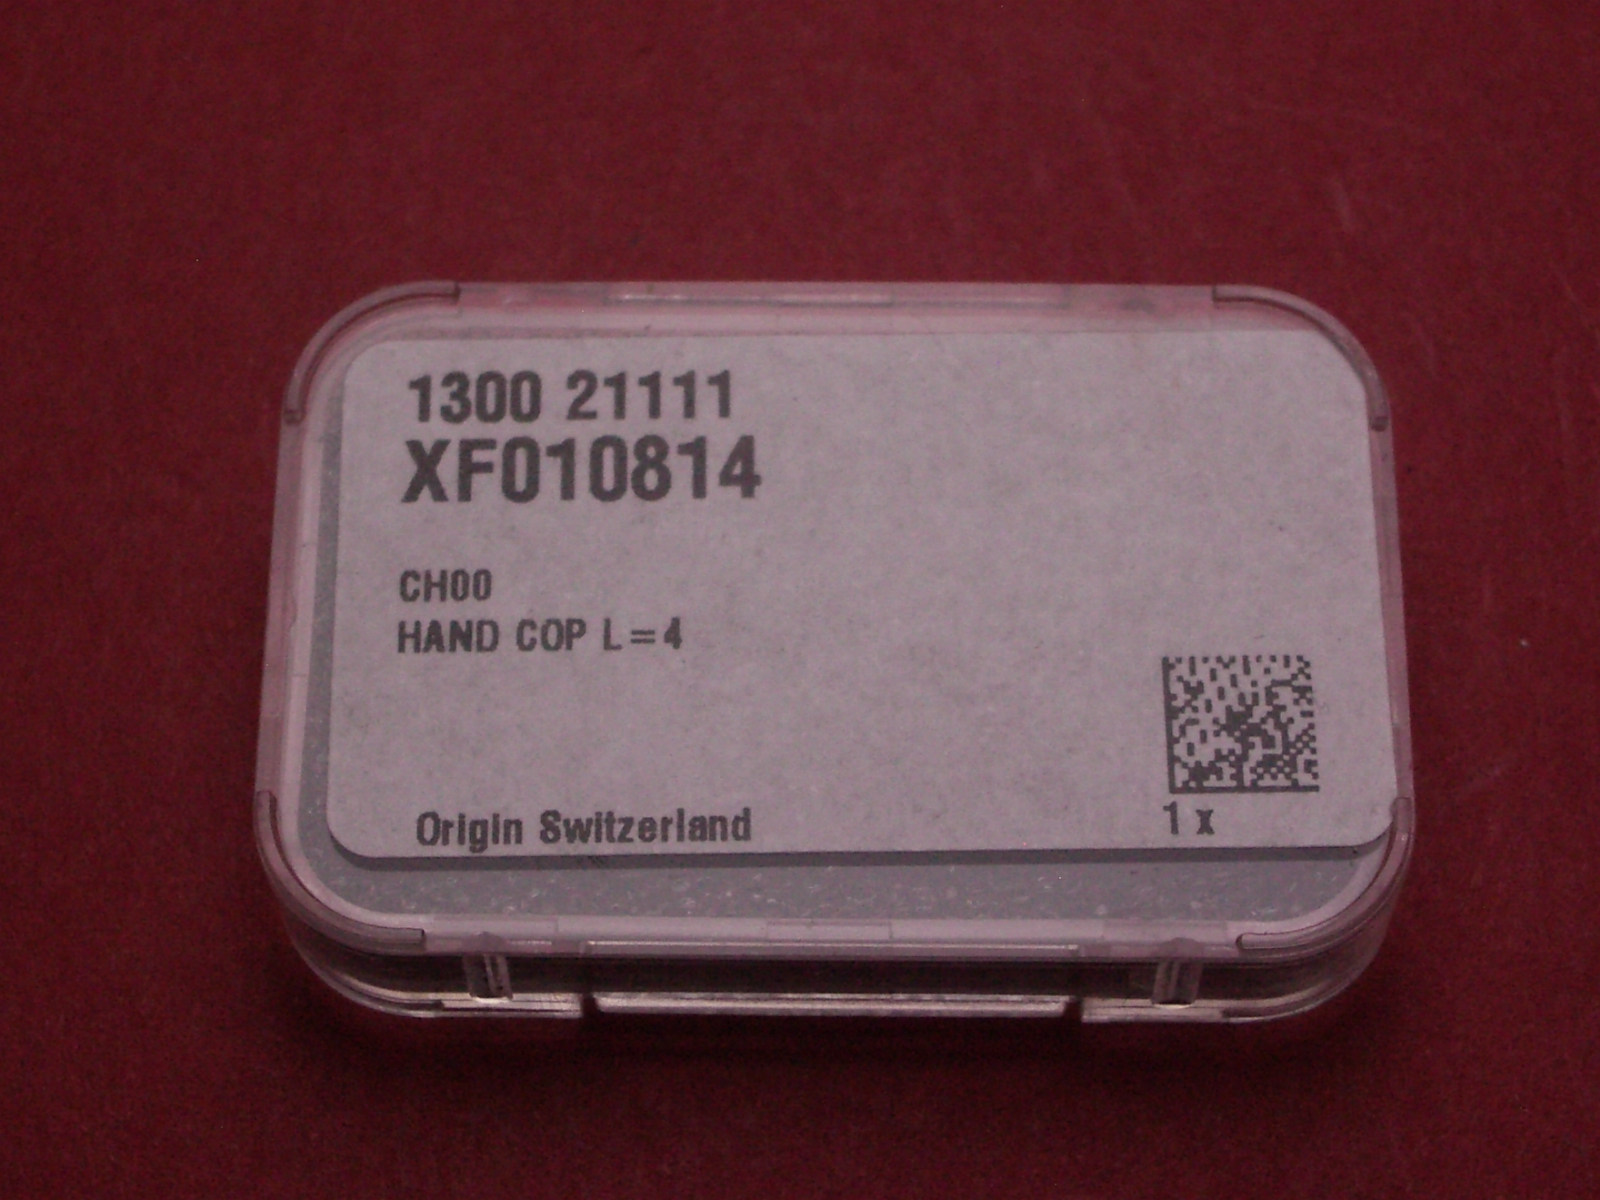 1300 21111
XF010814
CH00
HAND COP L=4
Origin Switzerland
1 x